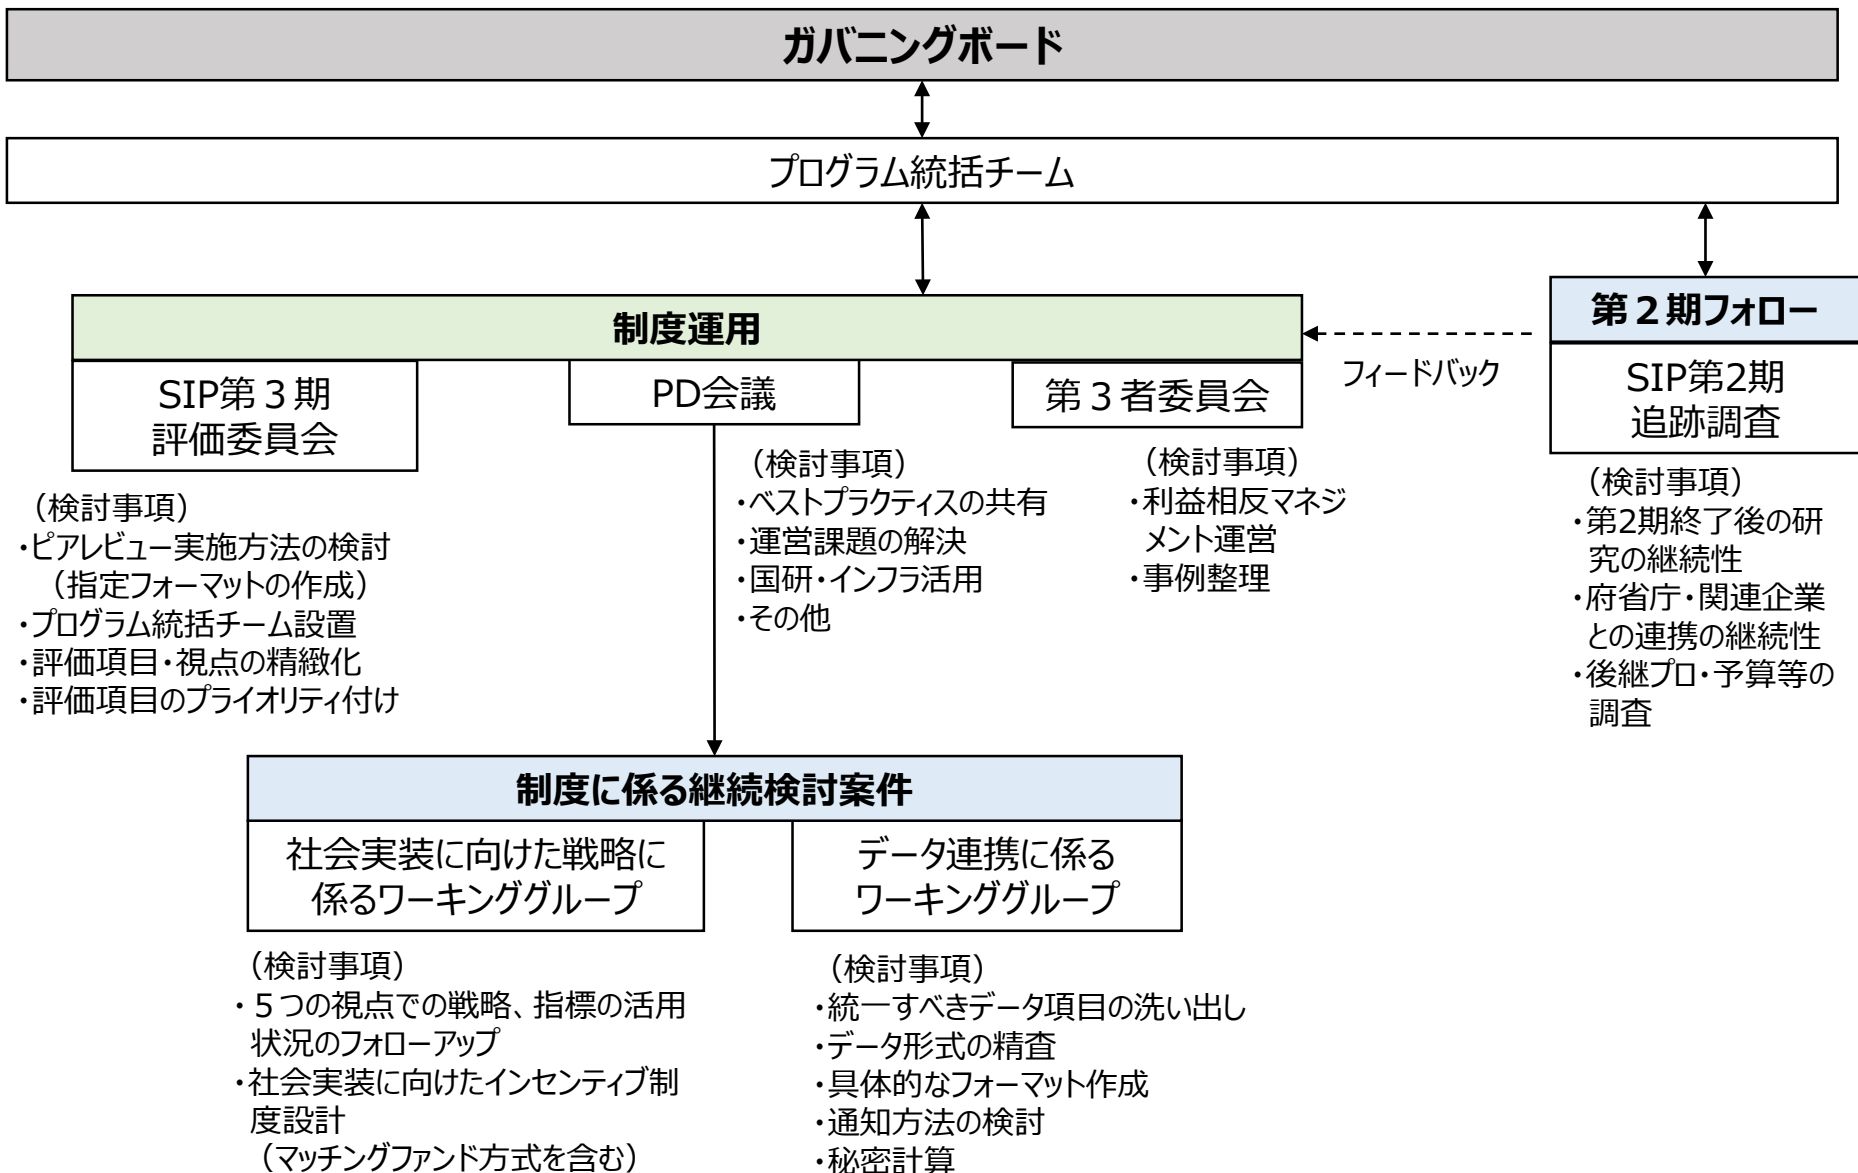 ガバニングボード
プログラム統括チーム
制度運用
SIP第３期
評価委員会
PD会議
第３者委員会
フィードバック
第２期フォロー
SIP第2期
追跡調査
（検討事項）
・ピアレビュー実施方法の検討
（指定フォーマットの作成）
・プログラム統括チーム設置
・評価項目・視点の精緻化
・評価項目のプライオリティ付け
（検討事項）
・ベストプラクティスの共有
・運営課題の解決
・国研・インフラ活用
・その他
（検討事項）
・利益相反マネジ
メント運営
・事例整理
（検討事項）
・第2期終了後の研
究の継続性
・府省庁・関連企業
との連携の継続性
・後継プロ・予算等の
調査
制度に係る継続検討案件
社会実装に向けた戦略に
係るワーキンググループ
データ連携に係る
ワーキンググループ
（検討事項）
・５つの視点での戦略、指標の活用
状況のフォローアップ
・社会実装に向けたインセンティブ制
度設計
（マッチングファンド方式を含む）
（検討事項）
・統一すべきデータ項目の洗い出し
・データ形式の精査
・具体的なフォーマット作成
・通知方法の検討
・秘密計算